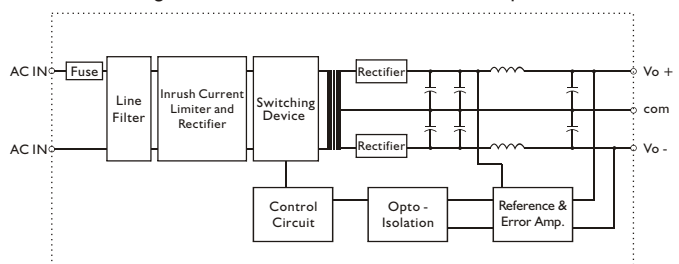 AC IN
Fuse
Line
Filter
Inrush Current
Limiter and
Rectifier
Switching
Device
Rectifier
Vo +
com
AC IN
Rectifier
Vo -
Control
Circuit
Opto -
Isolation
Reference &
Error Amp.